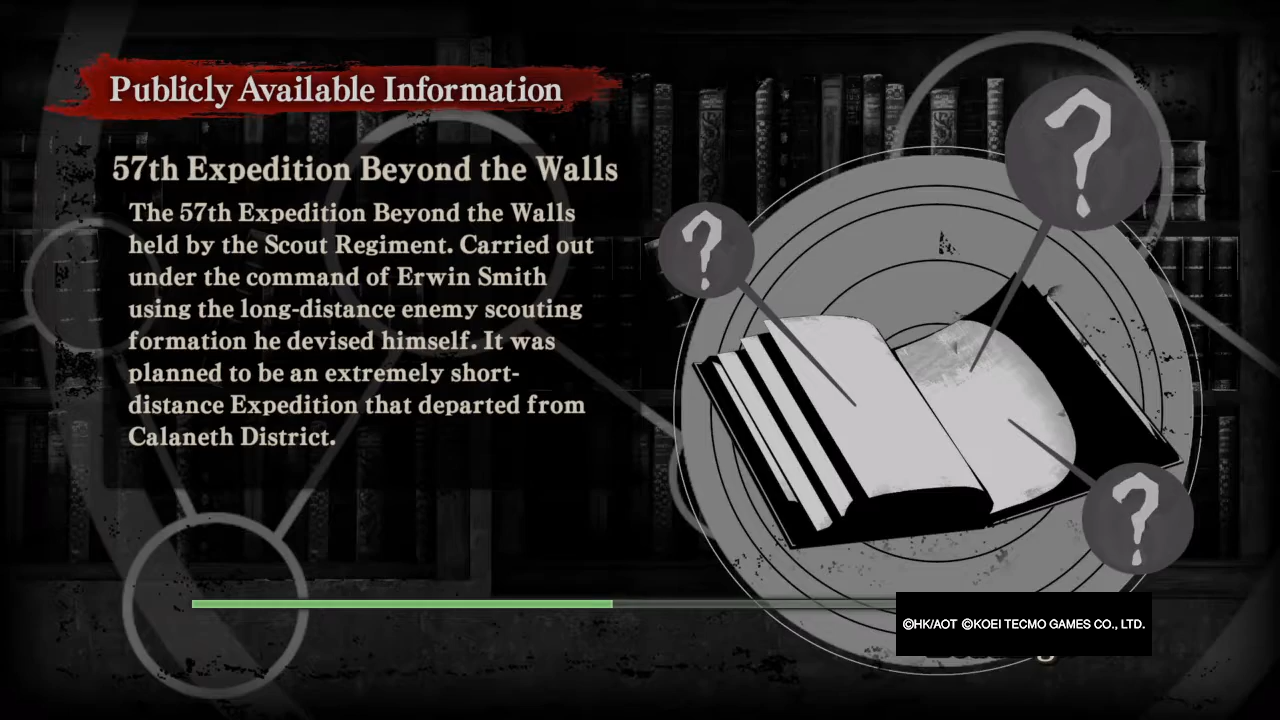 Publicly Available Information
57th Expedition Beyond the Walls
The 57th Expedition Beyond the Walls
held by the Scout Regiment. Carried out
under the command of Erwin Smith
using the long-distance enemy scouting
formation he devised himself. It was
planned to be an extremely short-
distance Expedition that departed from
Calaneth District.
?
?
?
©HK/AOT ©KOEI TECMO GAMES CO., LTD.